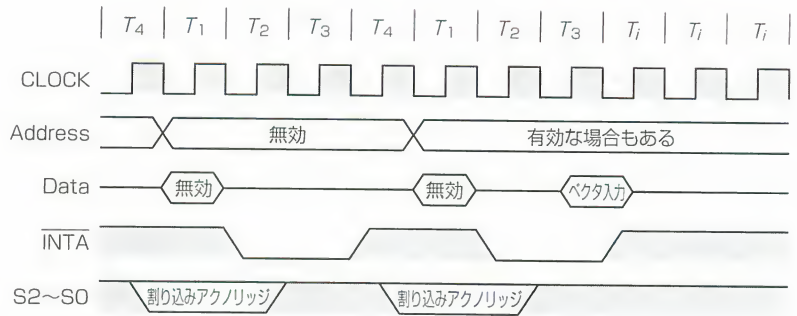 T4 T1 T2 T3 T4 T1 T2 T3 Ti Ti Ti
CLOCK
Address 無効 有効な場合もある
Data 無効 無効 ベクタ入力
INTA
S2〜S0 割り込みアクノリッジ 割り込みアクノリッジ